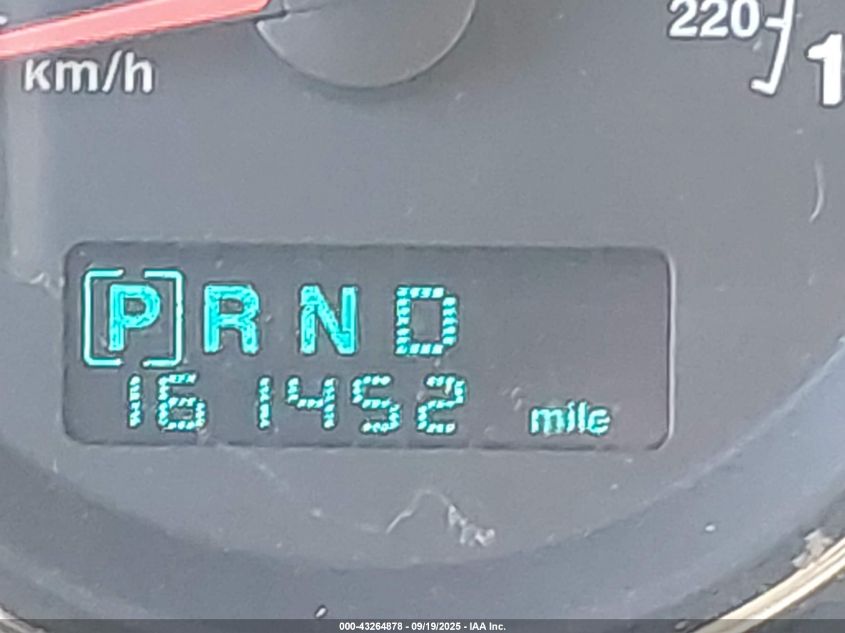 220
km/h
1
[P] R N D
161452 mile
000-43264878 - 09/19/2025 - IAA Inc.